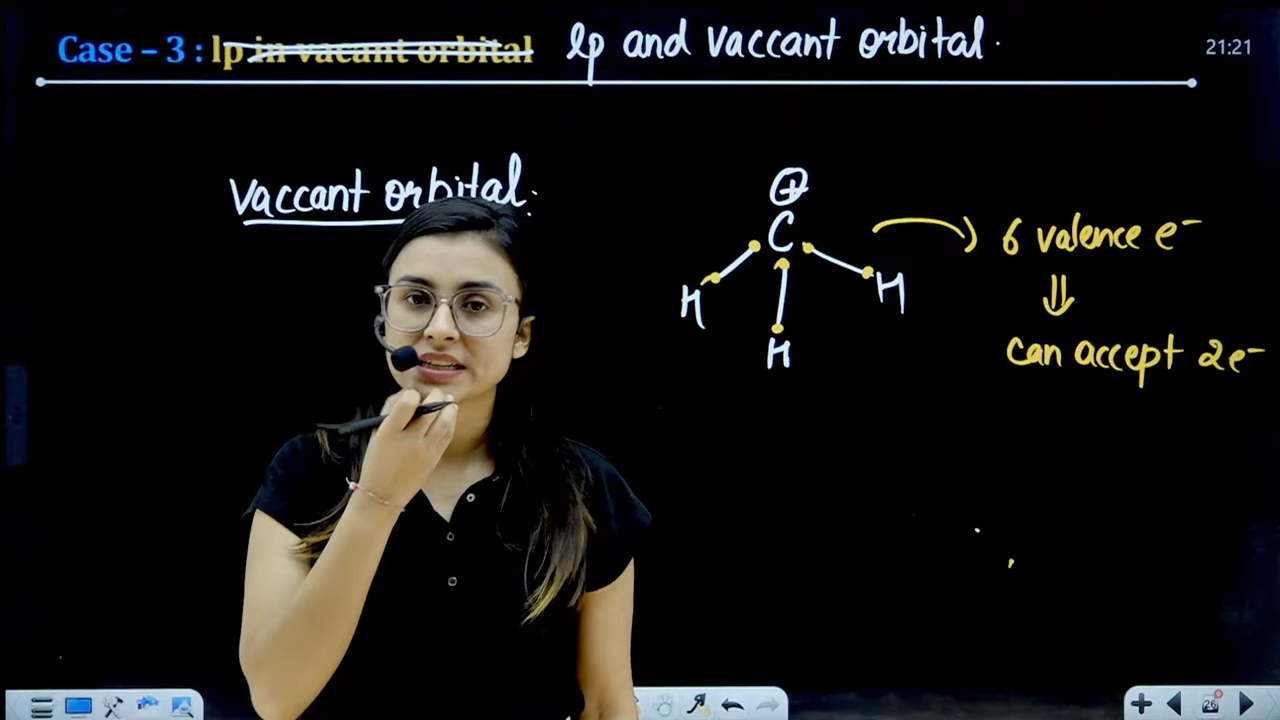 Case – 3 : lp in vacant orbital lp and vaccant orbital.
21:21
vaccant orbital:
⊕
C
H H
H
6 valence e⁻
⇓
can accept 2e⁻
26